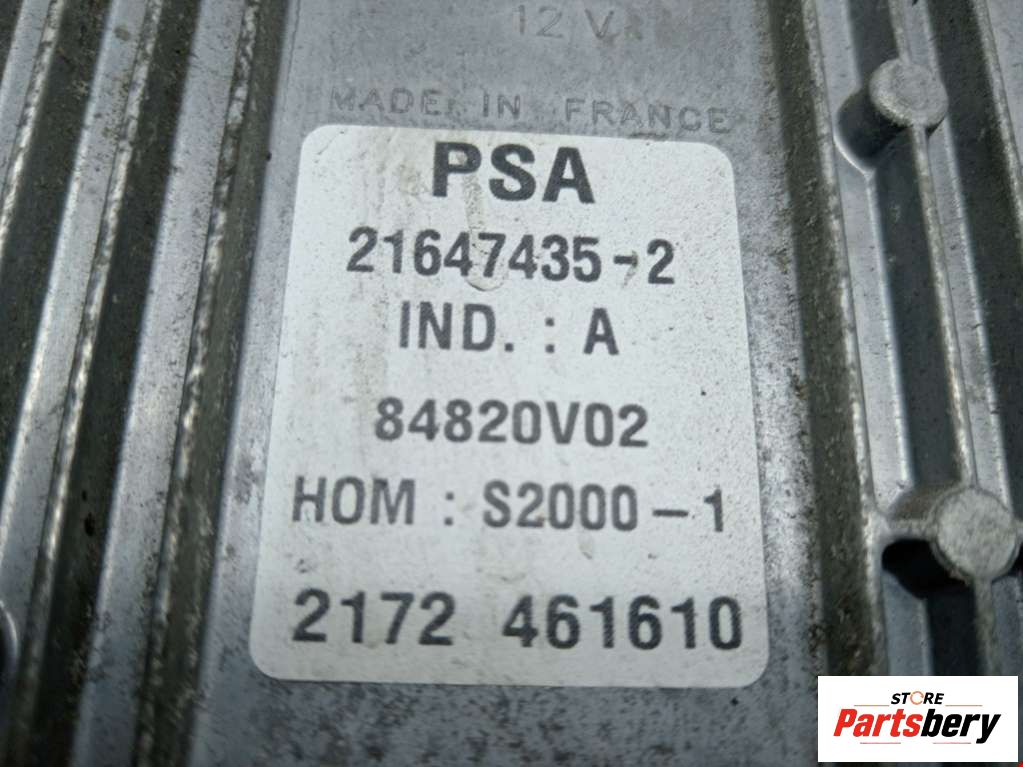 12 V
MADE IN FRANCE
PSA
21647435-2
IND. : A
84820V02
HOM : S2000-1
2172 461610
STORE
Partsbery